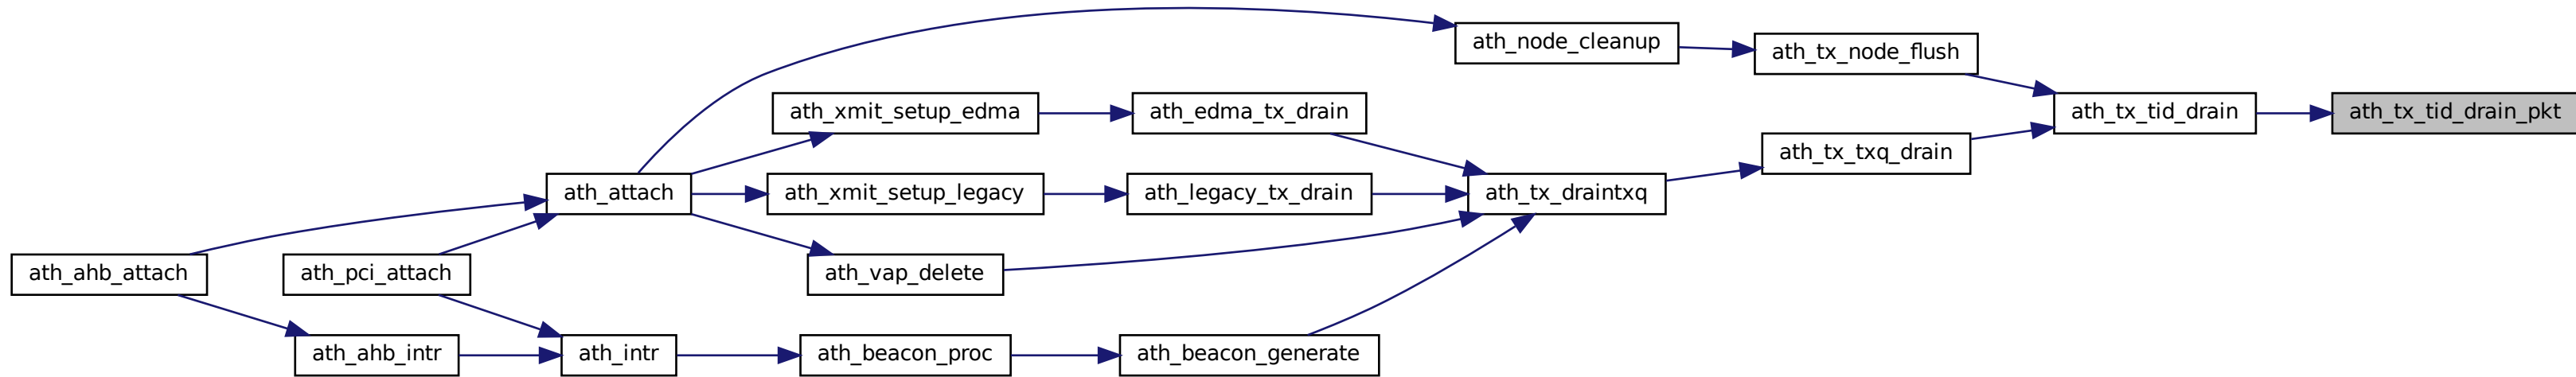 ath_node_cleanup
ath_tx_node_flush
ath_xmit_setup_edma
ath_edma_tx_drain
ath_tx_tid_drain
ath_tx_tid_drain_pkt
ath_tx_txq_drain
ath_attach
ath_xmit_setup_legacy
ath_legacy_tx_drain
ath_tx_draintxq
ath_ahb_attach
ath_pci_attach
ath_vap_delete
ath_ahb_intr
ath_intr
ath_beacon_proc
ath_beacon_generate